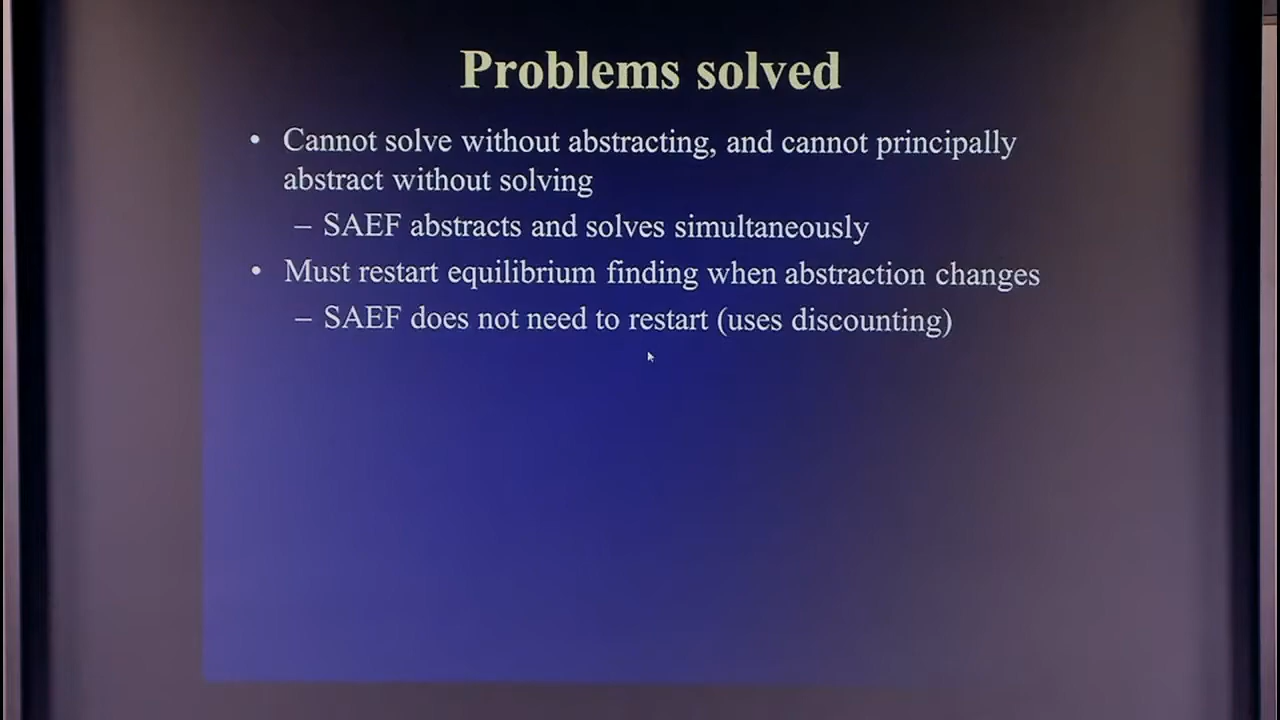 Problems solved
• Cannot solve without abstracting, and cannot principally
abstract without solving
– SAEF abstracts and solves simultaneously
• Must restart equilibrium finding when abstraction changes
– SAEF does not need to restart (uses discounting)